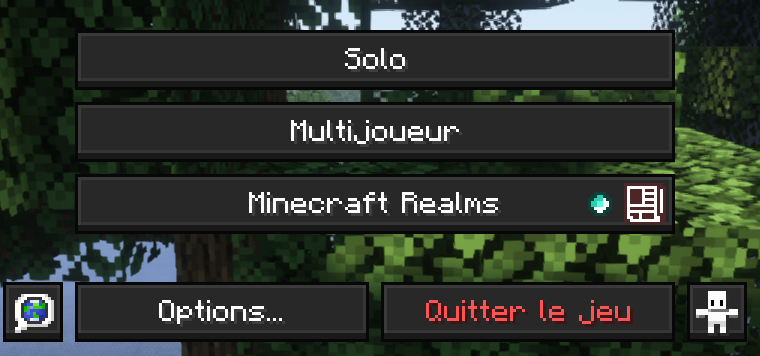 Solo
Multijoueur
Minecraft Realms
Options...
Quitter le jeu